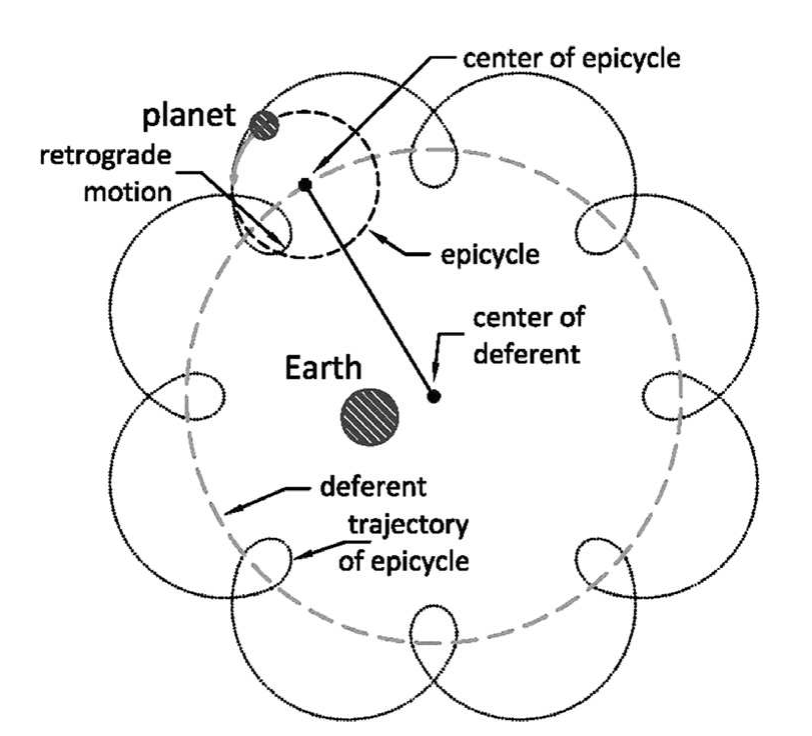 center of epicycle
planet
retrograde
motion
epicycle
center of
deferent
Earth
deferent
trajectory
of epicycle